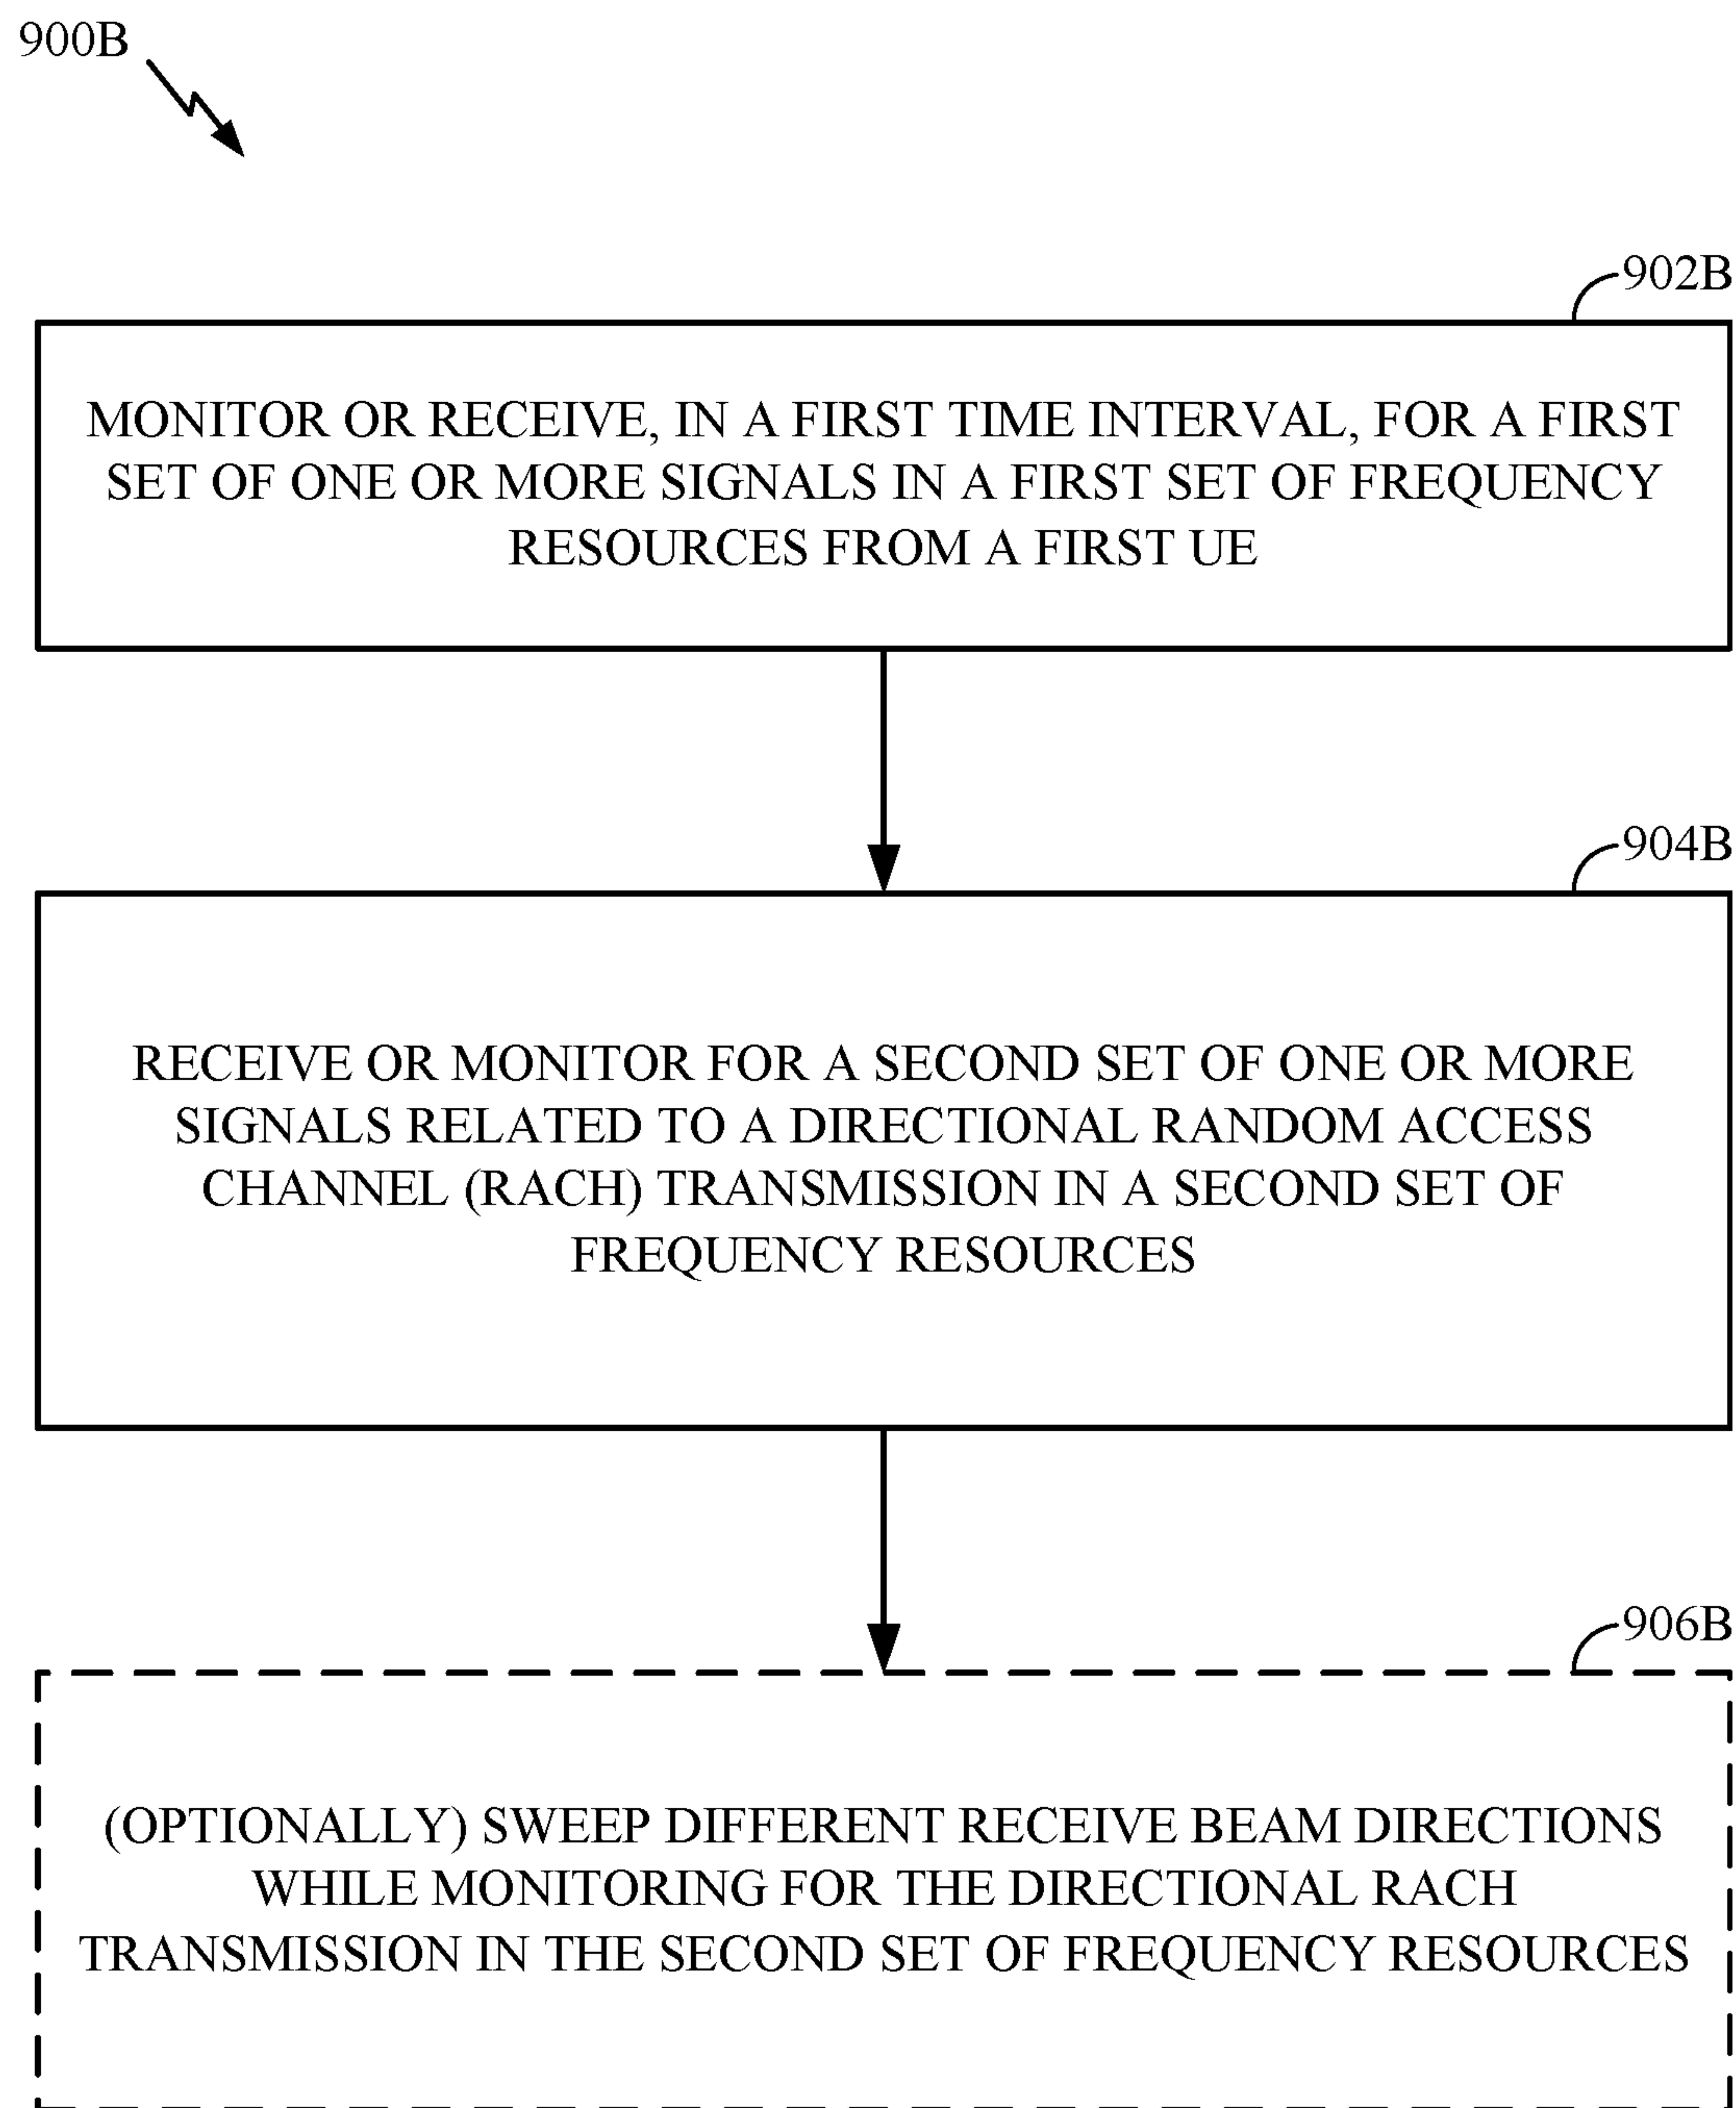 900B
902B
MONITOR OR RECEIVE, IN A FIRST TIME INTERVAL, FOR A FIRST
SET OF ONE OR MORE SIGNALS IN A FIRST SET OF FREQUENCY
RESOURCES FROM A FIRST UE
904B
RECEIVE OR MONITOR FOR A SECOND SET OF ONE OR MORE
SIGNALS RELATED TO A DIRECTIONAL RANDOM ACCESS
CHANNEL (RACH) TRANSMISSION IN A SECOND SET OF
FREQUENCY RESOURCES
906B
(OPTIONALLY) SWEEP DIFFERENT RECEIVE BEAM DIRECTIONS
WHILE MONITORING FOR THE DIRECTIONAL RACH
TRANSMISSION IN THE SECOND SET OF FREQUENCY RESOURCES